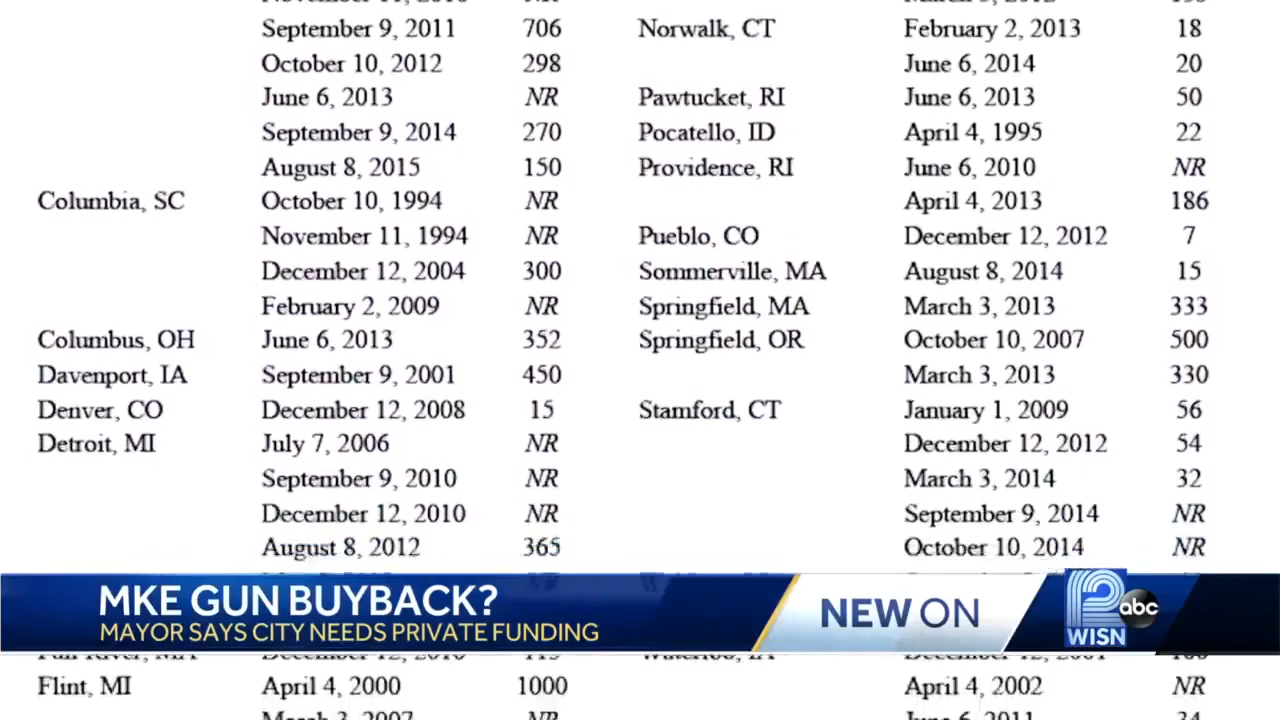 September 9, 2011 706 Norwalk, CT February 2, 2013 18
October 10, 2012 298 June 6, 2014 20
June 6, 2013 NR Pawtucket, RI June 6, 2013 50
September 9, 2014 270 Pocatello, ID April 4, 1995 22
August 8, 2015 150 Providence, RI June 6, 2010 NR
Columbia, SC October 10, 1994 NR April 4, 2013 186
November 11, 1994 NR Pueblo, CO December 12, 2012 7
December 12, 2004 300 Sommerville, MA August 8, 2014 15
February 2, 2009 NR Springfield, MA March 3, 2013 333
Columbus, OH June 6, 2013 352 Springfield, OR October 10, 2007 500
Davenport, IA September 9, 2001 450 March 3, 2013 330
Denver, CO December 12, 2008 15 Stamford, CT January 1, 2009 56
Detroit, MI July 7, 2006 NR December 12, 2012 54
September 9, 2010 NR March 3, 2014 32
December 12, 2010 NR September 9, 2014 NR
August 8, 2012 365 October 10, 2014 NR
MKE GUN BUYBACK?
MAYOR SAYS CITY NEEDS PRIVATE FUNDING
NEW ON
12
abc
WISN
Flint, MI April 4, 2000 1000 April 4, 2002 NR